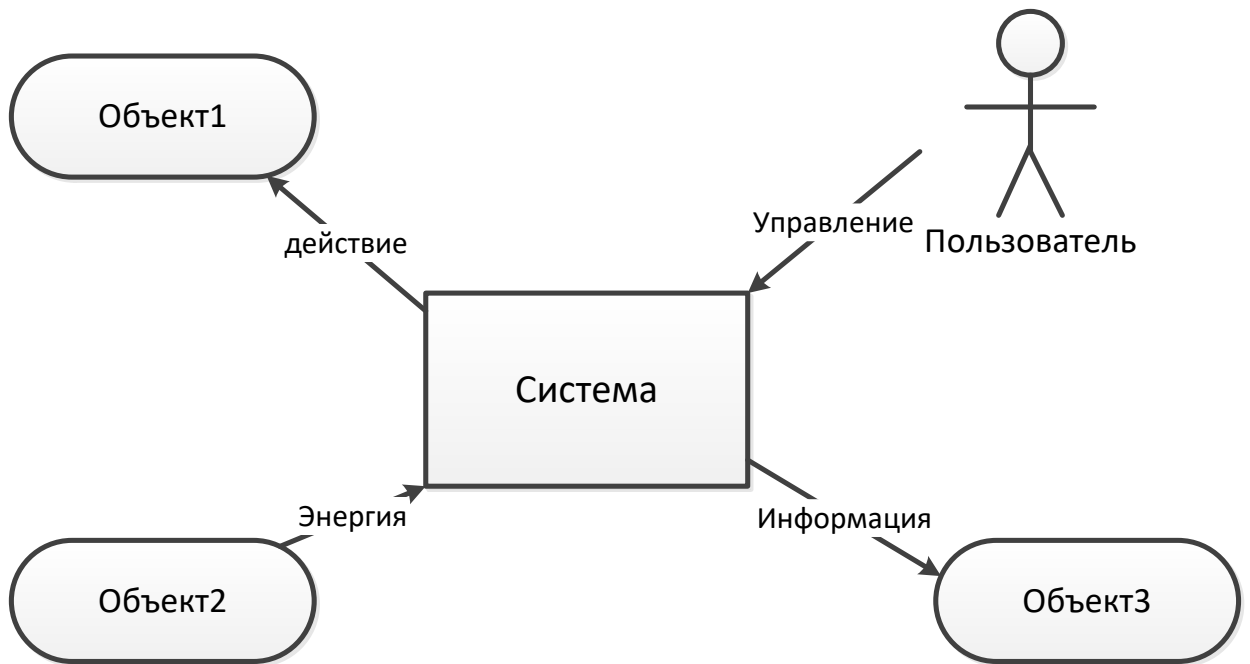 Объект1
Управление
Пользователь
действие
Система
Энергия
Информация
Объект2
Объект3